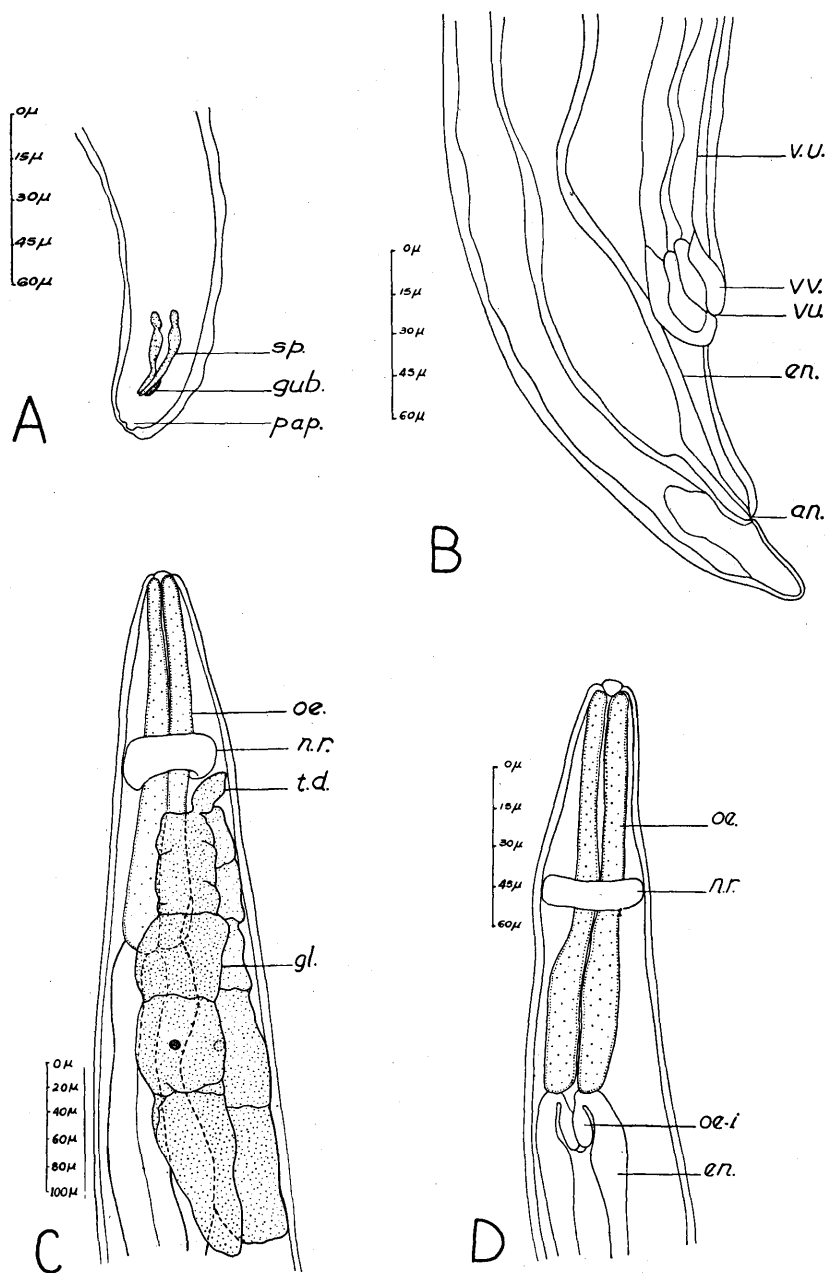 0µ
15µ
30µ
45µ
60µ
sp.
gub.
pap.
A
0µ
15µ
30µ
45µ
60µ
v.u.
vv.
vu.
en.
an.
B
oe.
n.r.
t.d.
gl.
0µ
20µ
40µ
60µ
80µ
100µ
C
0µ
15µ
30µ
45µ
60µ
oe.
n.r.
oe-i
en.
D